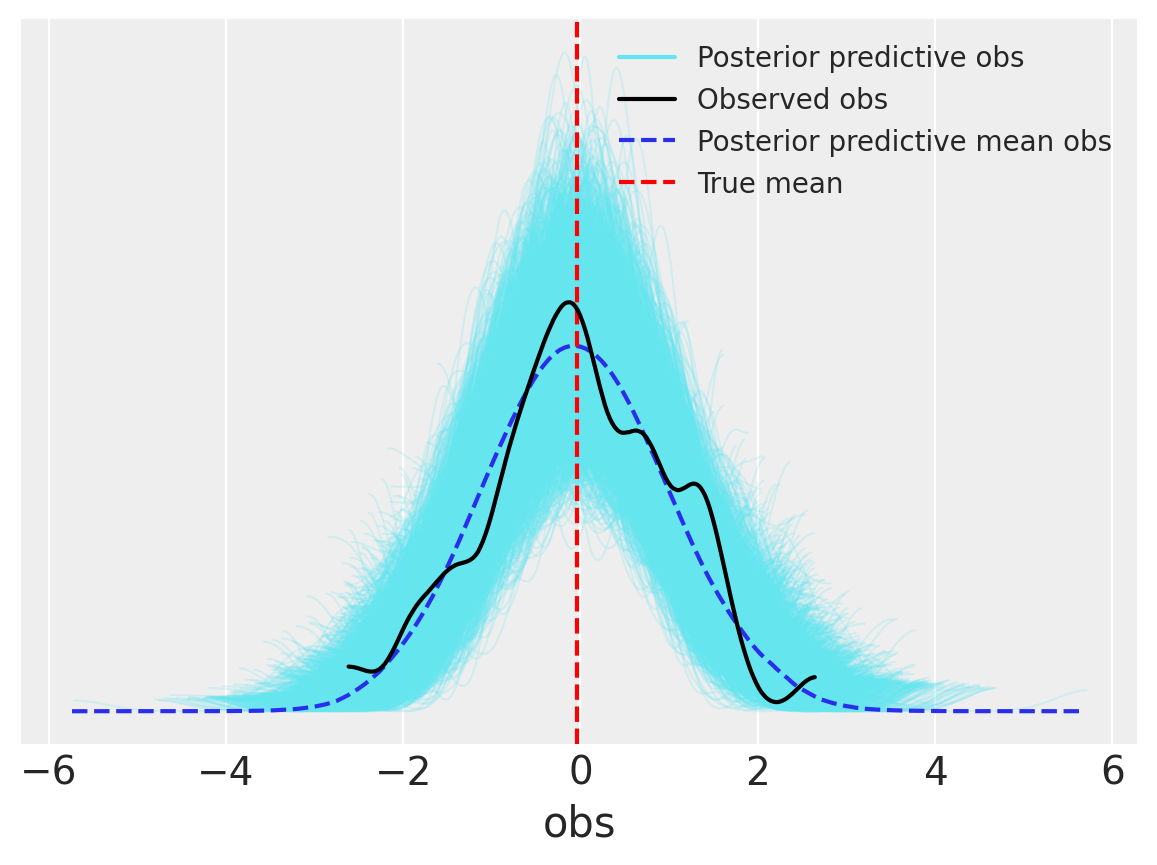 Posterior predictive obs
Observed obs
Posterior predictive mean obs
True mean
−6 −4 −2 0 2 4 6
obs